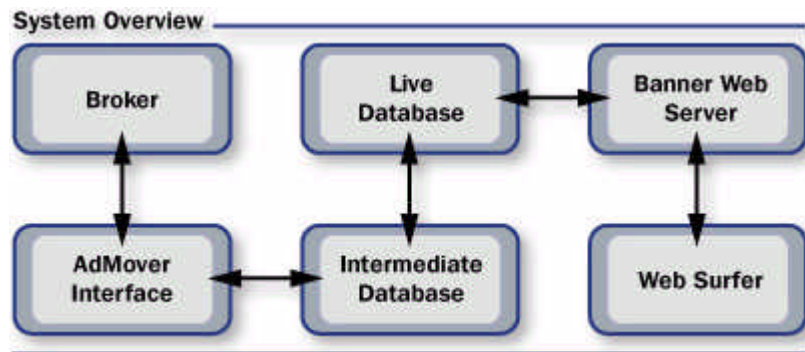 System Overview
Broker
Live
Database
Banner Web
Server
AdMover
Interface
Intermediate
Database
Web Surfer